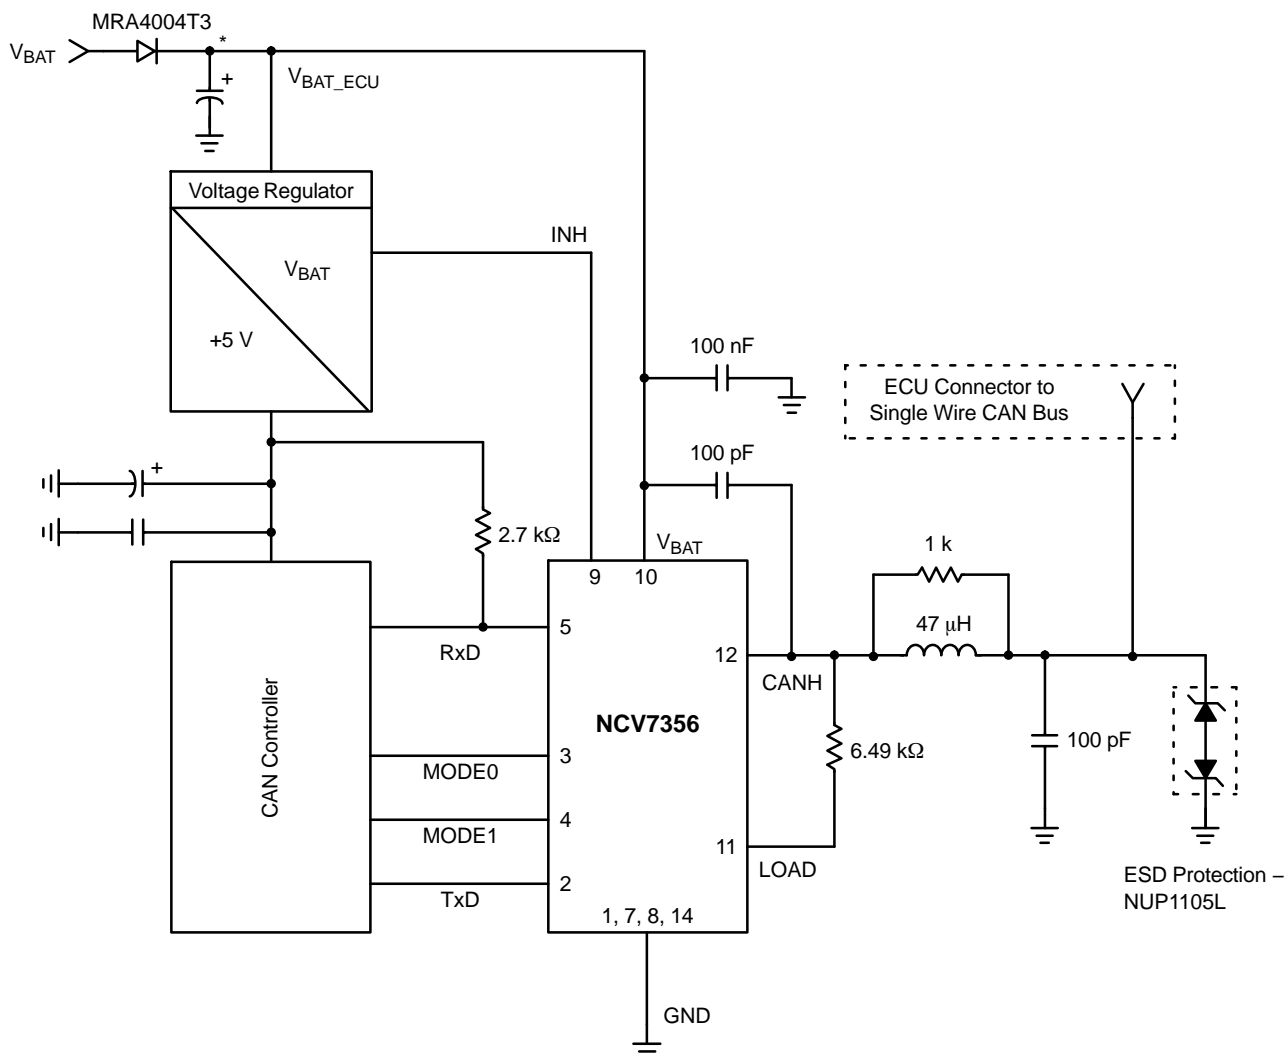 MRA4004T3
V_BAT
*
+
V_BAT_ECU
Voltage Regulator
INH
V_BAT
+5 V
100 nF
ECU Connector to
Single Wire CAN Bus
100 pF
+
2.7 kΩ
V_BAT
1 k
9
10
47 μH
5
RxD
12
CANH
CAN Controller
NCV7356
6.49 kΩ
100 pF
3
MODE0
4
MODE1
11
LOAD
2
TxD
ESD Protection –
NUP1105L
1, 7, 8, 14
GND